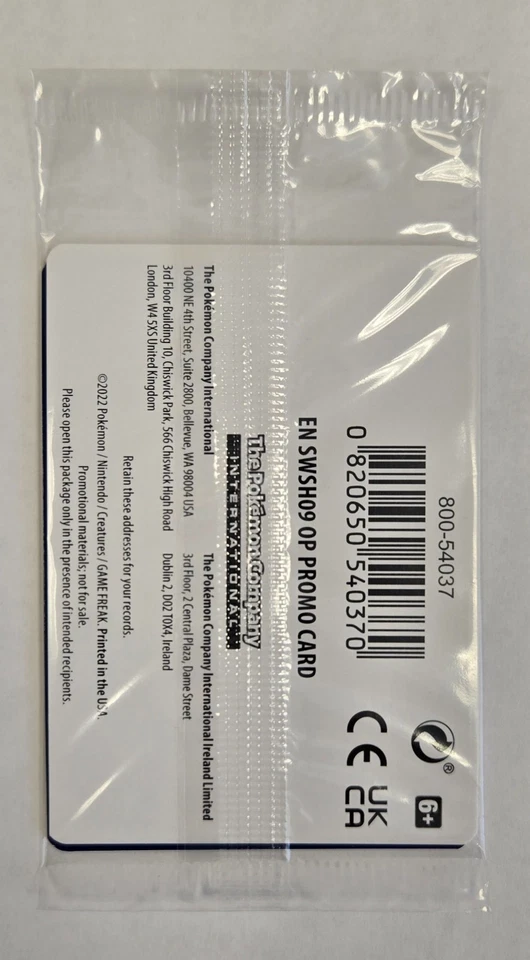 800-54037
0 820650 540370
6+
CE
UK
CA
EN SWSH09 OP PROMO CARD
The Pokémon Company
INTERNATIONAL
The Pokémon Company International
10400 NE 4th Street, Suite 2800, Bellevue, WA 98004 USA
3rd Floor Building 10, Chiswick Park, 566 Chiswick High Road
London, W4 5XS United Kingdom
The Pokémon Company International Ireland Limited
3rd Floor, 2 Central Plaza, Dame Street
Dublin 2, D02 T0X4, Ireland
Retain these addresses for your records.
©2022 Pokémon / Nintendo / Creatures / GAME FREAK. Printed in the USA.
Promotional materials; not for sale.
Please open this package only in the presence of intended recipients.